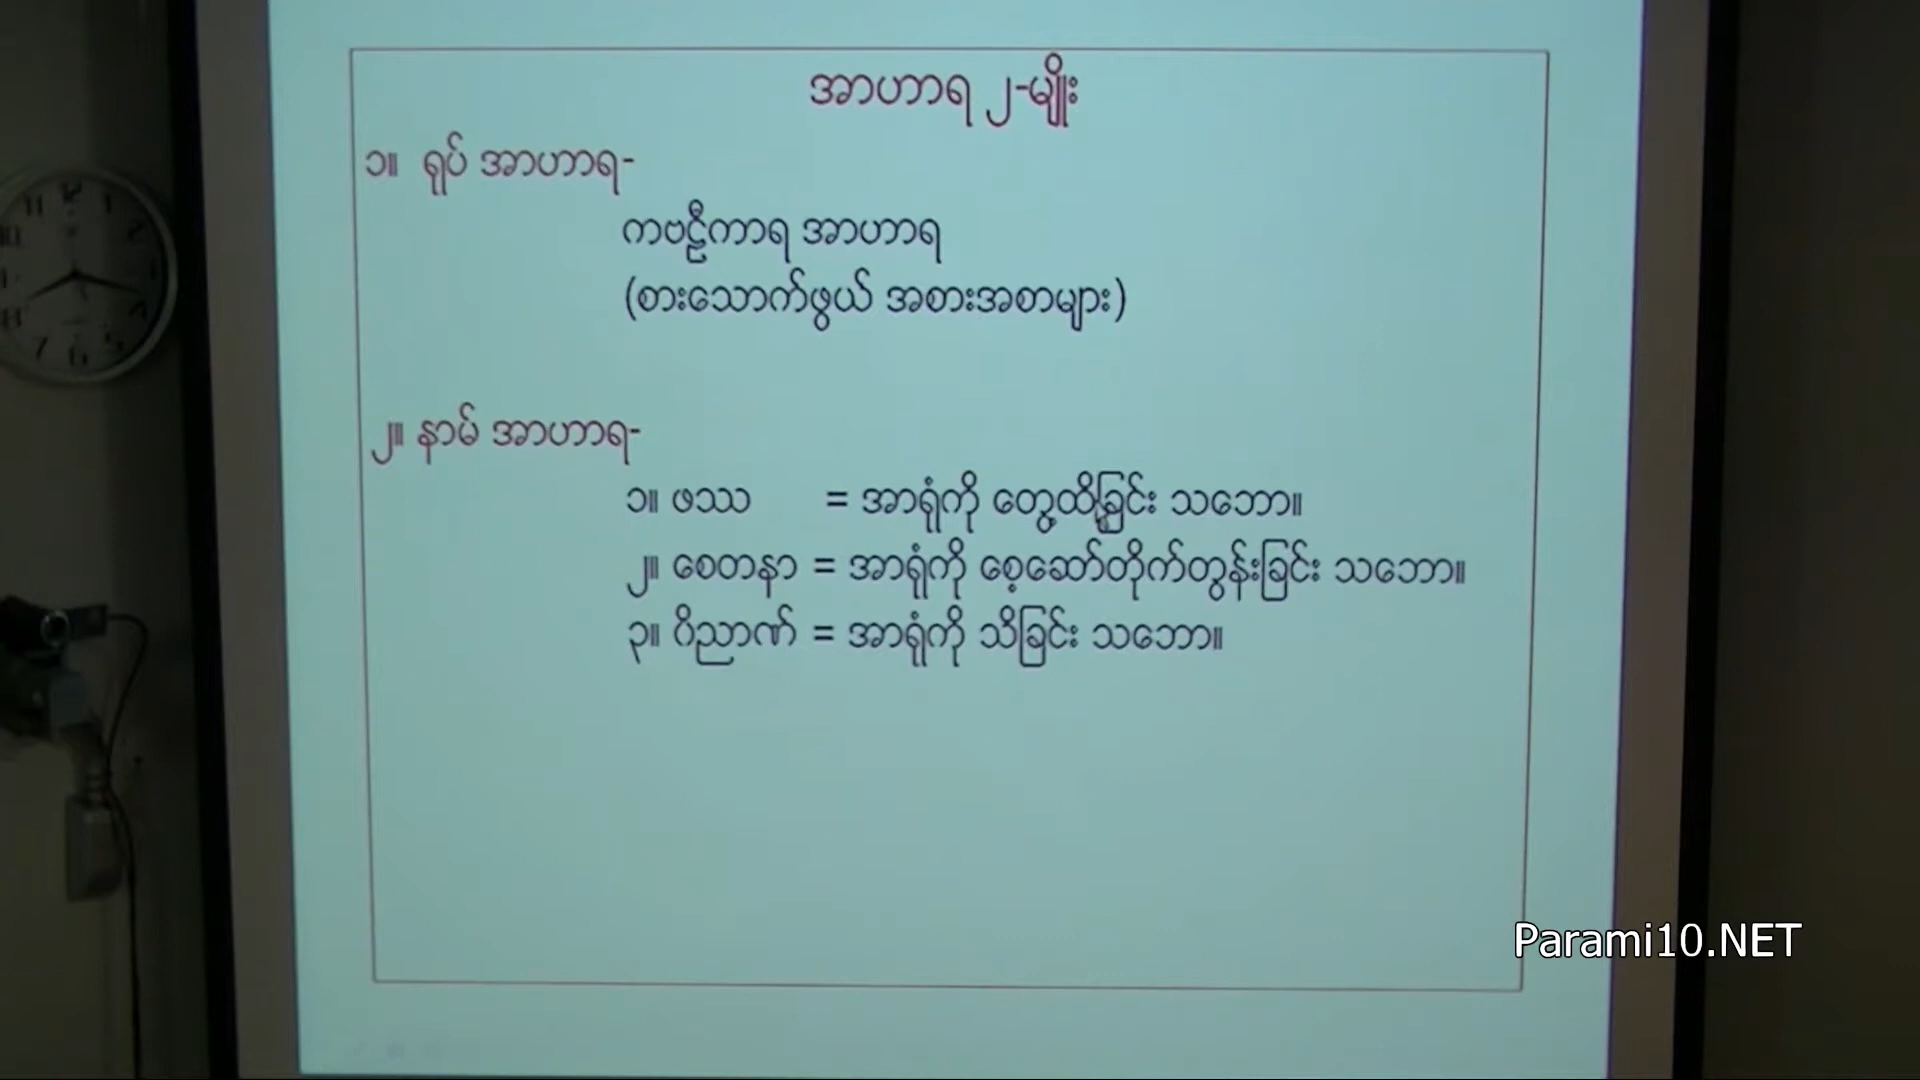 အာဟာရ ၂-မျိုး
၁။ ရုပ် အာဟာရ-
ကဗဠီကာရ အာဟာရ
(စားသောက်ဖွယ် အစားအစာများ)
၂။ နာမ် အာဟာရ-
၁။ ဖဿ = အာရုံကို တွေ့ထိခြင်း သဘော။
၂။ စေတနာ = အာရုံကို စေ့ဆော်တိုက်တွန်းခြင်း သဘော။
၃။ ဝိညာဏ် = အာရုံကို သိခြင်း သဘော။
Parami10.NET